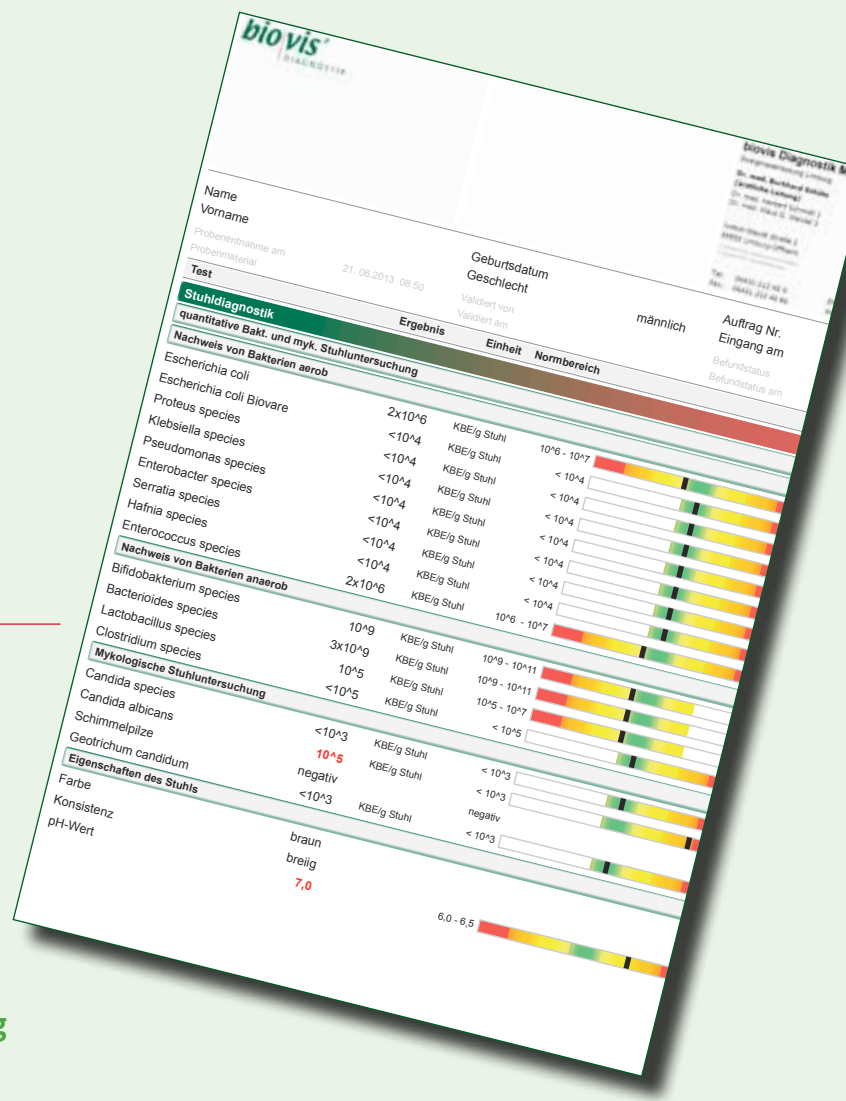 bio vis
DIAGNOSTIK
biovis Diagnostik M
Dr. med. Burkhard Schütz
(ärztliche Leitung)
Name
Vorname
Geburtsdatum
Geschlecht
männlich
Auftrag Nr.
Eingang am
Probenentnahme am
Probenmaterial
21. 06.2013 08:50
Validiert von
Validiert am
Befundstatus
Befundstatus am
Test Ergebnis Einheit Normbereich
Stuhldiagnostik
quantitative Bakt. und myk. Stuhluntersuchung
Nachweis von Bakterien aerob
Escherichia coli 2x10^6 KBE/g Stuhl 10^6 - 10^7
Escherichia coli Biovare <10^4 KBE/g Stuhl < 10^4
Proteus species <10^4 KBE/g Stuhl < 10^4
Klebsiella species <10^4 KBE/g Stuhl < 10^4
Pseudomonas species <10^4 KBE/g Stuhl < 10^4
Enterobacter species <10^4 KBE/g Stuhl < 10^4
Serratia species <10^4 KBE/g Stuhl < 10^4
Hafnia species <10^4 KBE/g Stuhl < 10^4
Enterococcus species 2x10^6 KBE/g Stuhl 10^6 - 10^7
Nachweis von Bakterien anaerob
Bifidobakterium species 10^9 KBE/g Stuhl 10^9 - 10^11
Bacterioides species 3x10^9 KBE/g Stuhl 10^9 - 10^11
Lactobacillus species 10^5 KBE/g Stuhl 10^5 - 10^7
Clostridium species <10^5 KBE/g Stuhl < 10^5
Mykologische Stuhluntersuchung
Candida species <10^3 KBE/g Stuhl < 10^3
Candida albicans 10^5 KBE/g Stuhl < 10^3
Schimmelpilze negativ negativ
Geotrichum candidum <10^3 KBE/g Stuhl < 10^3
Eigenschaften des Stuhls
Farbe braun
Konsistenz breiig
pH-Wert 7,0 6,0 - 6,5
g